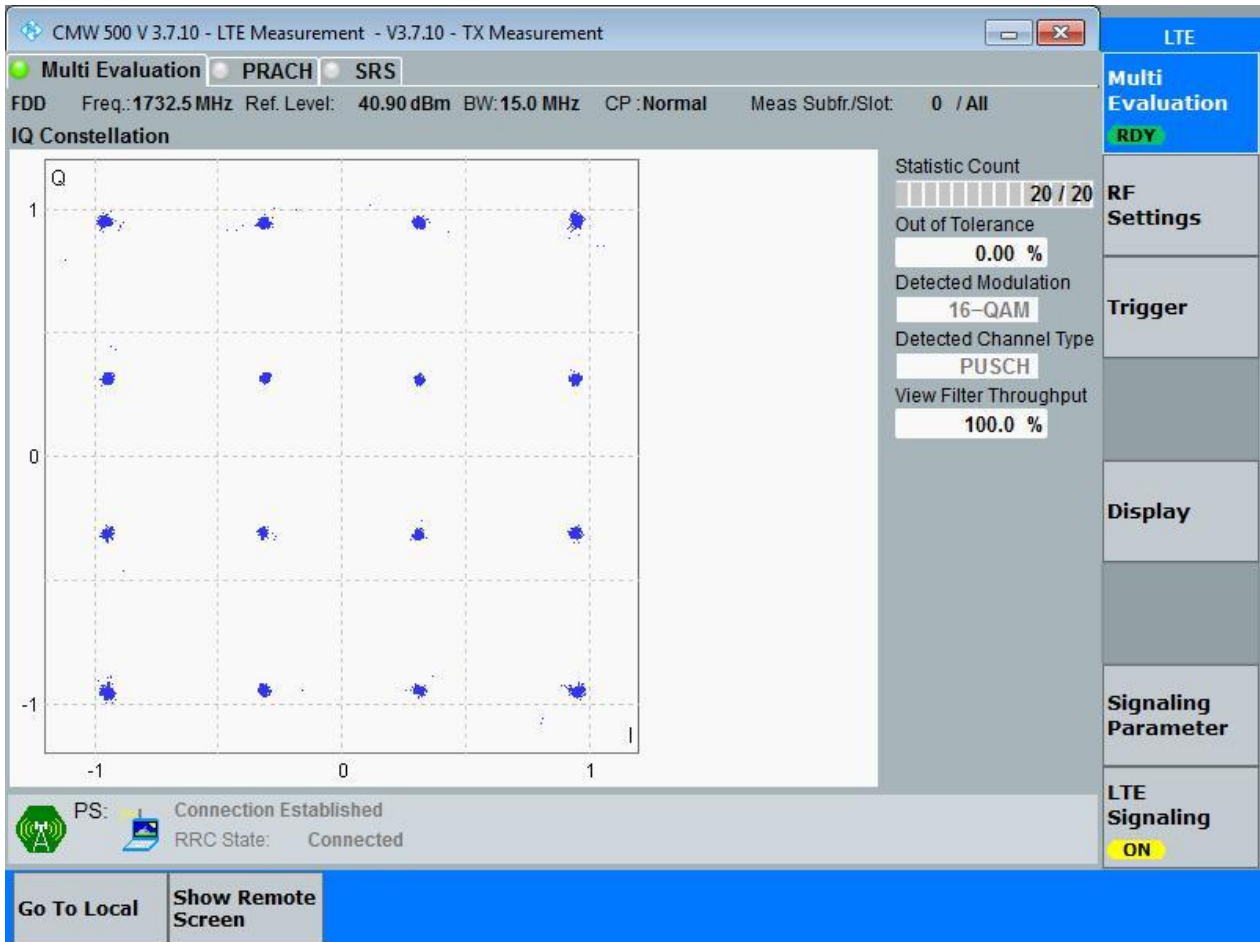 CMW 500 V 3.7.10 - LTE Measurement - V3.7.10 - TX Measurement
LTE
Multi Evaluation PRACH SRS
FDD Freq.: 1732.5 MHz Ref. Level: 40.90 dBm BW: 15.0 MHz CP : Normal Meas Subfr./Slot: 0 / All
IQ Constellation
Q
1
0
-1
I
-1 0 1
Statistic Count
20 / 20
Out of Tolerance
0.00 %
Detected Modulation
16-QAM
Detected Channel Type
PUSCH
View Filter Throughput
100.0 %
Multi
Evaluation
RDY
RF
Settings
Trigger
Display
Signaling
Parameter
LTE
Signaling
ON
PS: Connection Established
RRC State: Connected
Go To Local
Show Remote
Screen